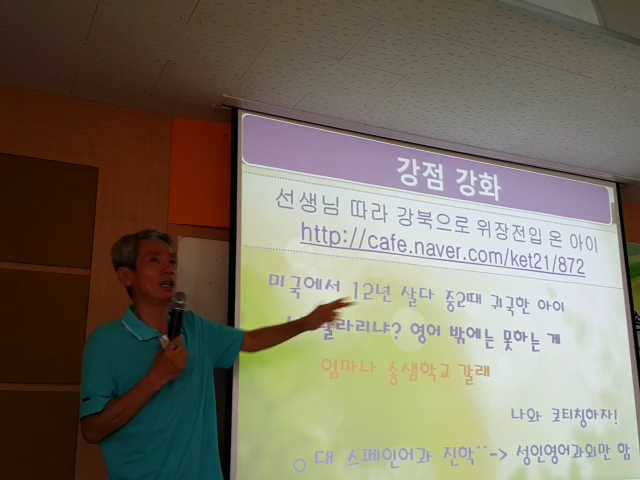 강점 강화
선생님 따라 강북으로 위장전입 온 아이
http://cafe.naver.com/ket21/872
미국에서 12년 살다 중2때 귀국한 아이
영어 밖에는 못하는 게
엄마나 송샘학교 갈래
나와 코티칭하자!
대 스페인어과 진학^^-> 성인영어과외만 함